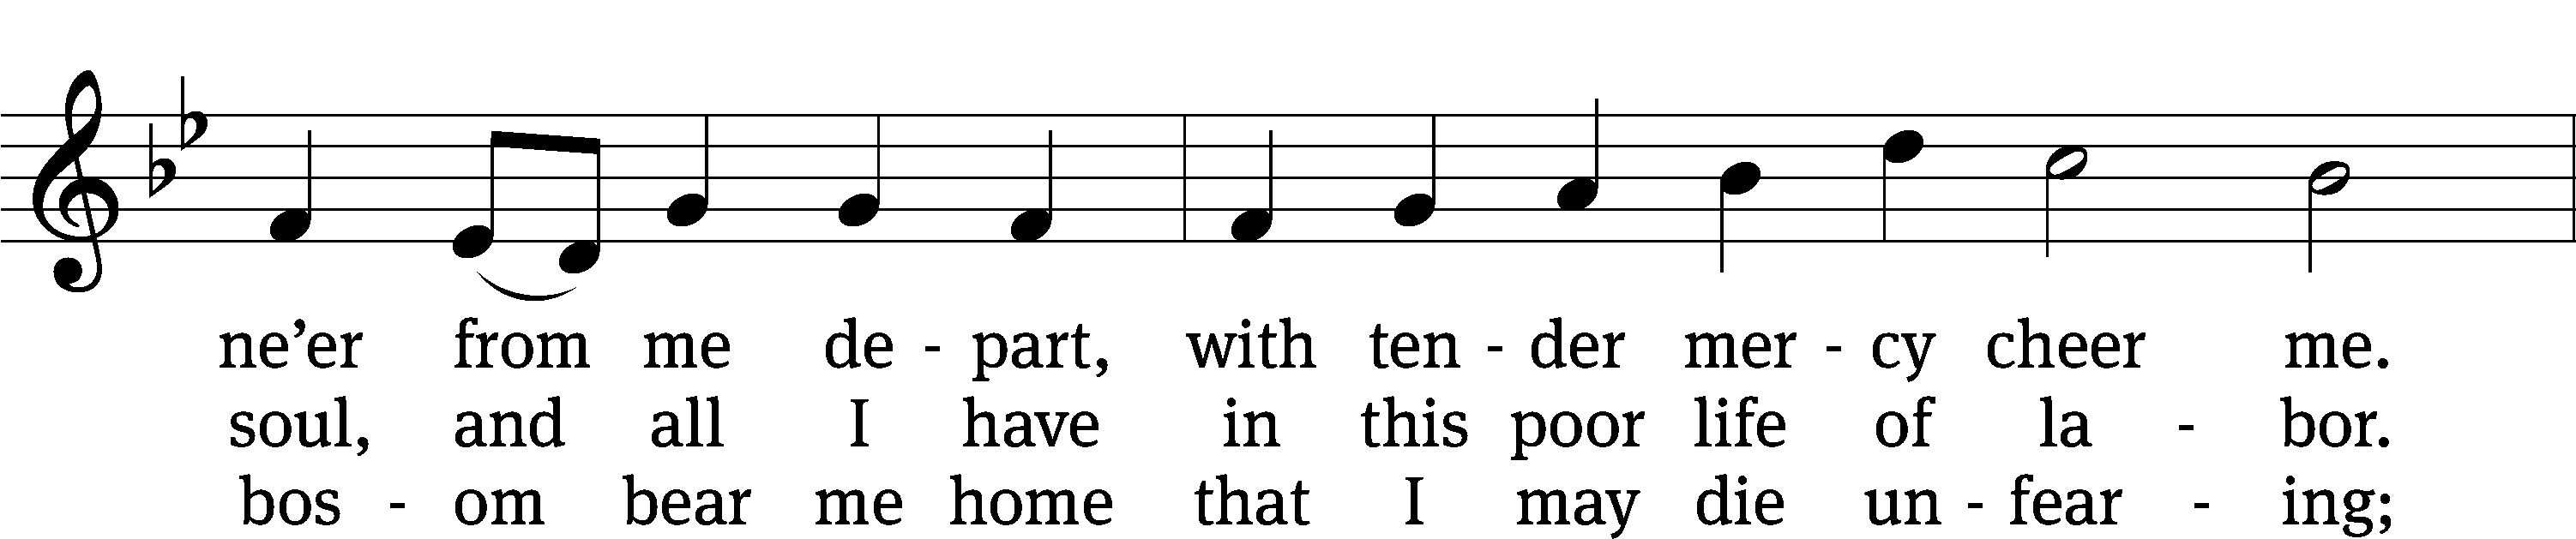 ne’er from me de - part, with ten - der mer - cy cheer me.
soul, and all I have in this poor life of la - bor.
bos - om bear me home that I may die un - fear - ing;